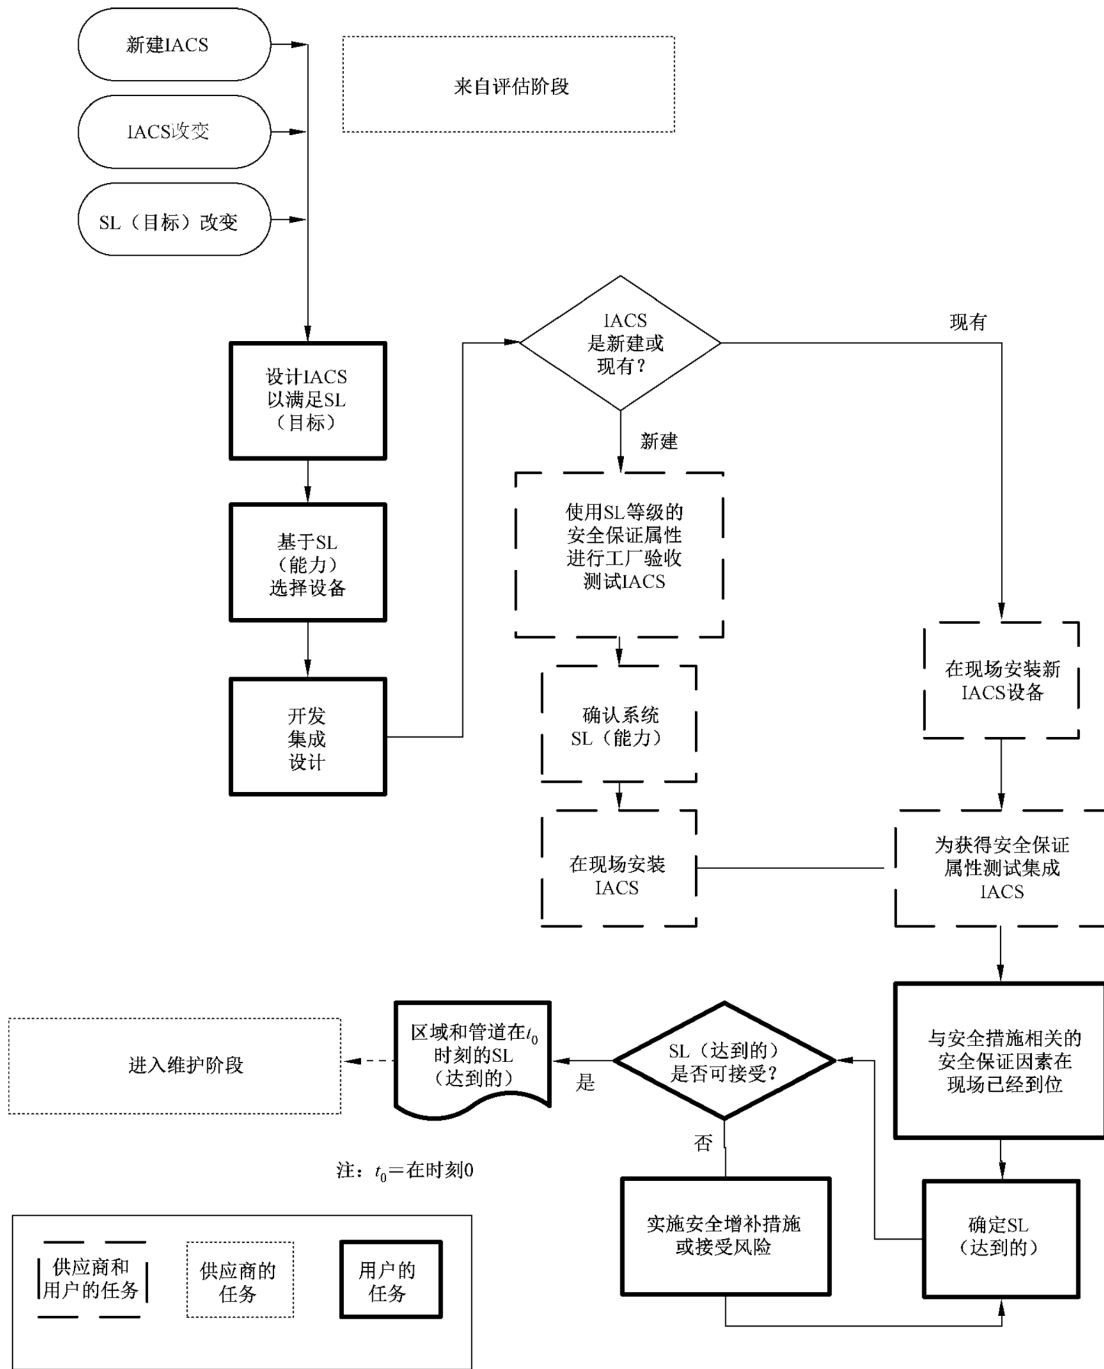 新建IACS
来自评估阶段
IACS改变
SL（目标）改变
IACS
是新建或
现有？
现有
新建
设计IACS
以满足SL
（目标）
基于SL
（能力）
选择设备
开发
集成
设计
使用SL等级的
安全保证属性
进行工厂验收
测试IACS
确认系统
SL（能力）
在现场安装
IACS
在现场安装新
IACS设备
为获得安全保证
属性测试集成
IACS
与安全措施相关的
安全保证因素在
现场已经到位
确定SL
（达到的）
SL（达到的）
是否可接受？
是
否
实施安全增补措施
或接受风险
区域和管道在t₀
时刻的SL
（达到的）
进入维护阶段
注：t₀＝在时刻0
供应商和
用户的任务
供应商的
任务
用户的
任务